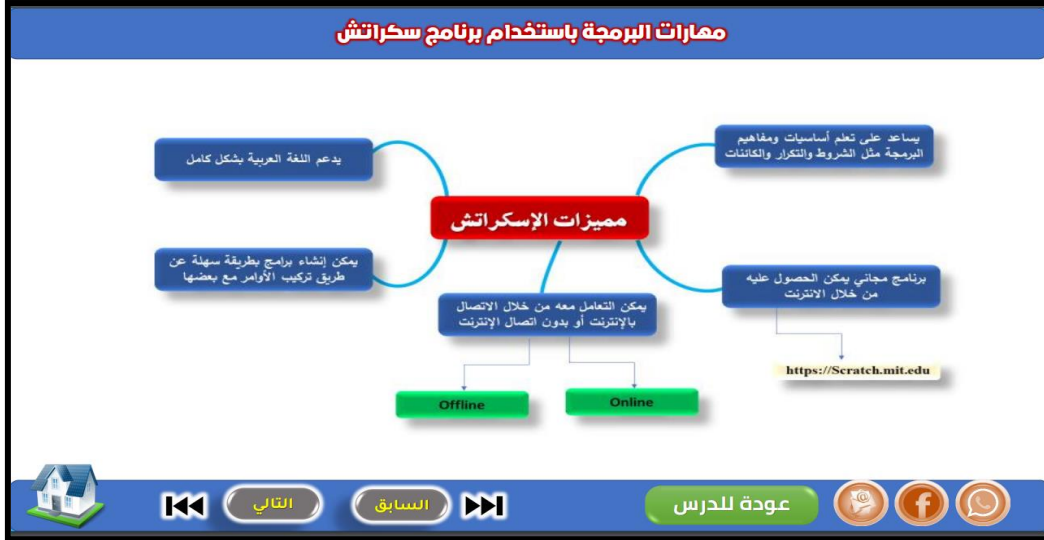 مهارات البرمجة باستخدام برنامج سكراتش
مميزات الإسكراتش
يساعد على تعلم أساسيات ومفاهيم
البرمجة مثل الشروط والتكرار والكائنات
برنامج مجاني يمكن الحصول عليه
من خلال الانترنت
https://Scratch.mit.edu
يمكن التعامل معه من خلال الاتصال
بالإنترنت أو بدون اتصال الإنترنت
Online
Offline
يدعم اللغة العربية بشكل كامل
يمكن إنشاء برامج بطريقة سهلة عن
طريق تركيب الأوامر مع بعضها
عودة للدرس
السابق
التالي